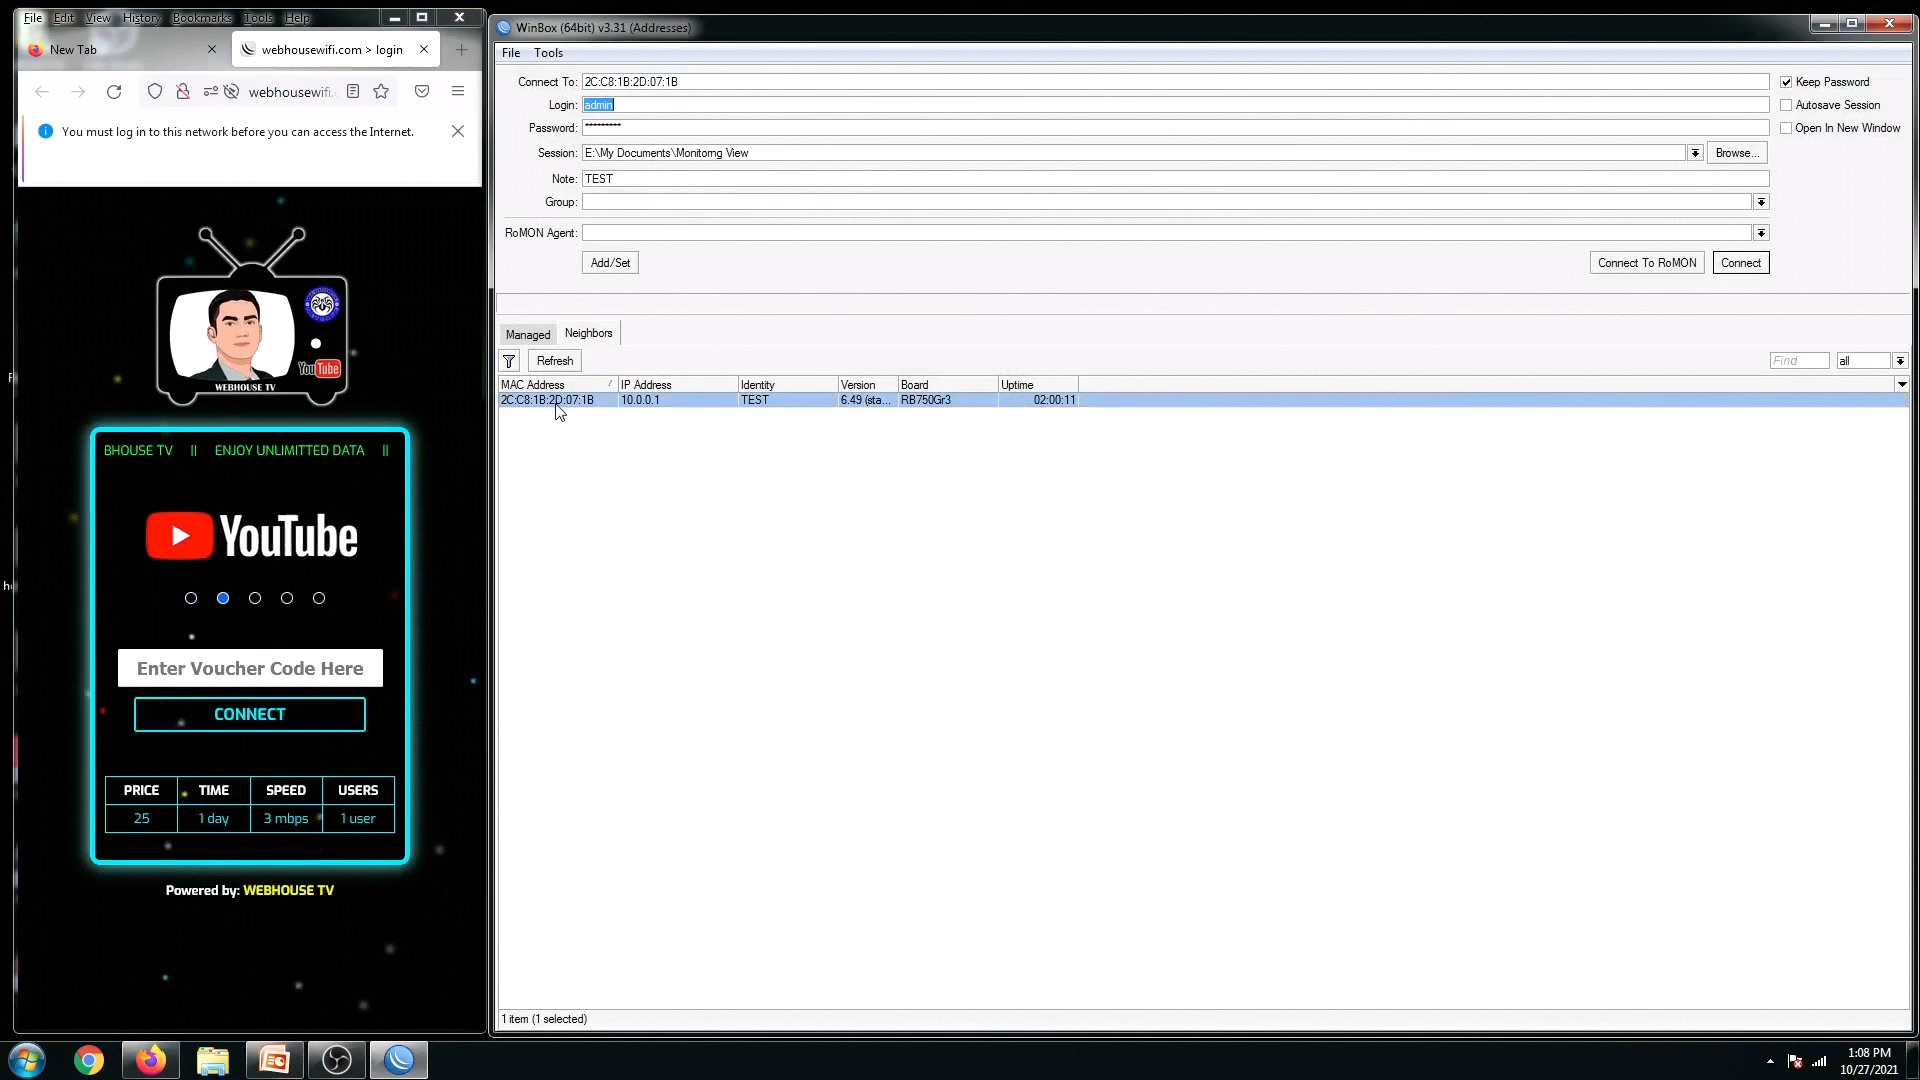 File Edit View History Bookmarks Tools Help
New Tab
webhousewifi.com > login
webhousewifi.
You must log in to this network before you can access the Internet.
YouTube
WEBHOUSE TV
BHOUSE TV || ENJOY UNLIMITTED DATA ||
YouTube
Enter Voucher Code Here
CONNECT
PRICE TIME SPEED USERS
25 1 day 3 mbps 1 user
Powered by: WEBHOUSE TV
WinBox (64bit) v3.31 (Addresses)
File Tools
Connect To: 2C:C8:1B:2D:07:1B
Keep Password
Login: admin
Autosave Session
Password: *********
Open In New Window
Session: E:\My Documents\Monitorng View
Browse...
Note: TEST
Group:
RoMON Agent:
Add/Set
Connect To RoMON
Connect
Managed Neighbors
Refresh
Find
all
MAC Address IP Address Identity Version Board Uptime
2C:C8:1B:2D:07:1B 10.0.0.1 TEST 6.49 (sta... RB750Gr3 02:00:11
1 item (1 selected)
1:08 PM
10/27/2021